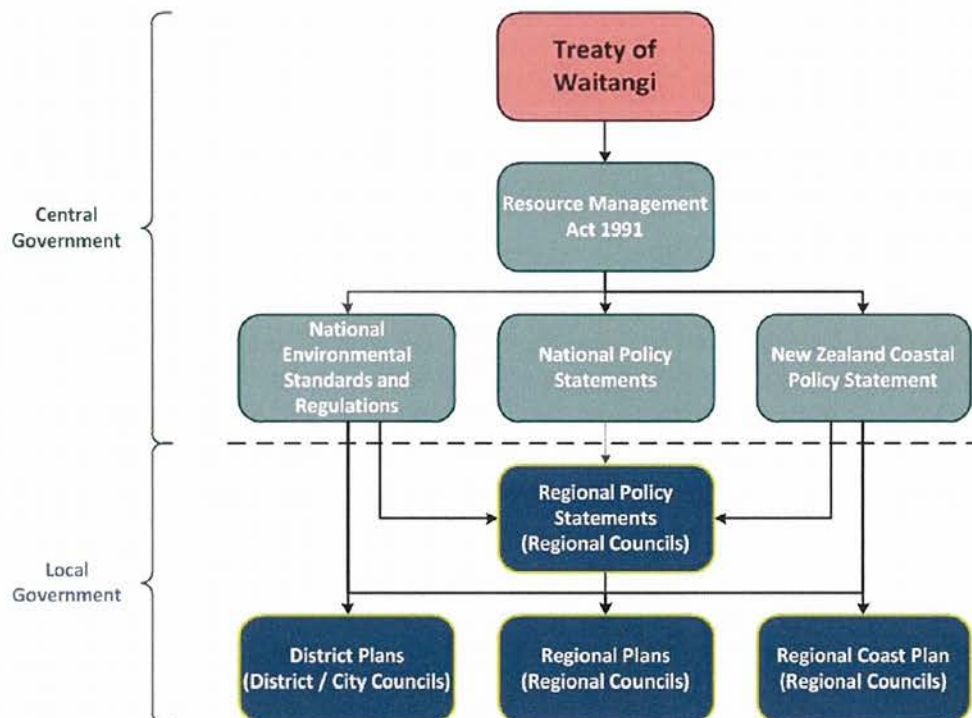 Treaty of
Waitangi
Central
Government
Resource Management
Act 1991
National
Environmental
Standards and
Regulations
National Policy
Statements
New Zealand Coastal
Policy Statement
Local
Government
Regional Policy
Statements
(Regional Councils)
District Plans
(District / City Councils)
Regional Plans
(Regional Councils)
Regional Coast Plan
(Regional Councils)